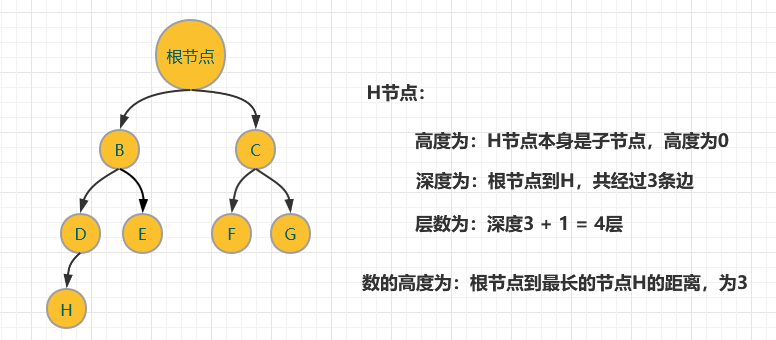 根节点
H节点：
B
C
高度为：H节点本身是子节点，高度为0
深度为：根节点到H，共经过3条边
D
E
F
G
层数为：深度3 + 1 = 4层
数的高度为：根节点到最长的节点H的距离，为3
H